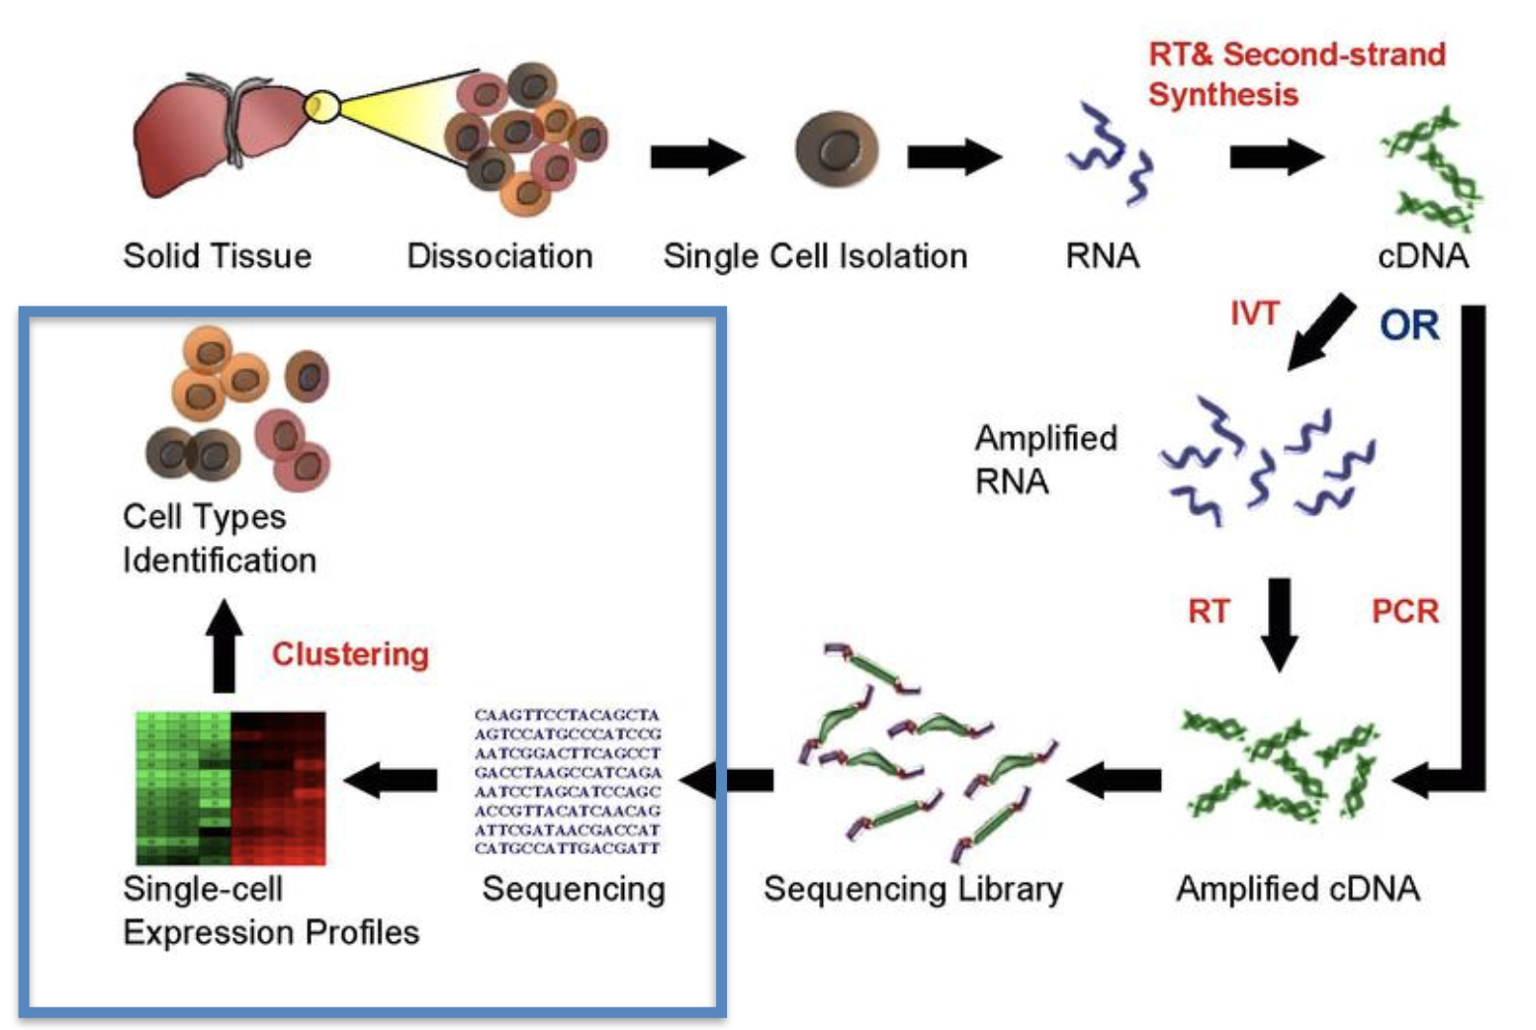 RT& Second-strand
Synthesis
Solid Tissue
Dissociation
Single Cell Isolation
RNA
cDNA
IVT
OR
Amplified
RNA
RT
PCR
Cell Types
Identification
Clustering
CAAGTTCCTACAGCTA
AGTCCATGCCCATCCG
AATCGGACTTCAGCCT
GACCTAAGCCATCAGA
AATCCTAGCATCCAGC
ACCGTTACATCAACAG
ATTCGATAACGACCAT
CATGCCATTGACGATT
Single-cell
Expression Profiles
Sequencing
Sequencing Library
Amplified cDNA